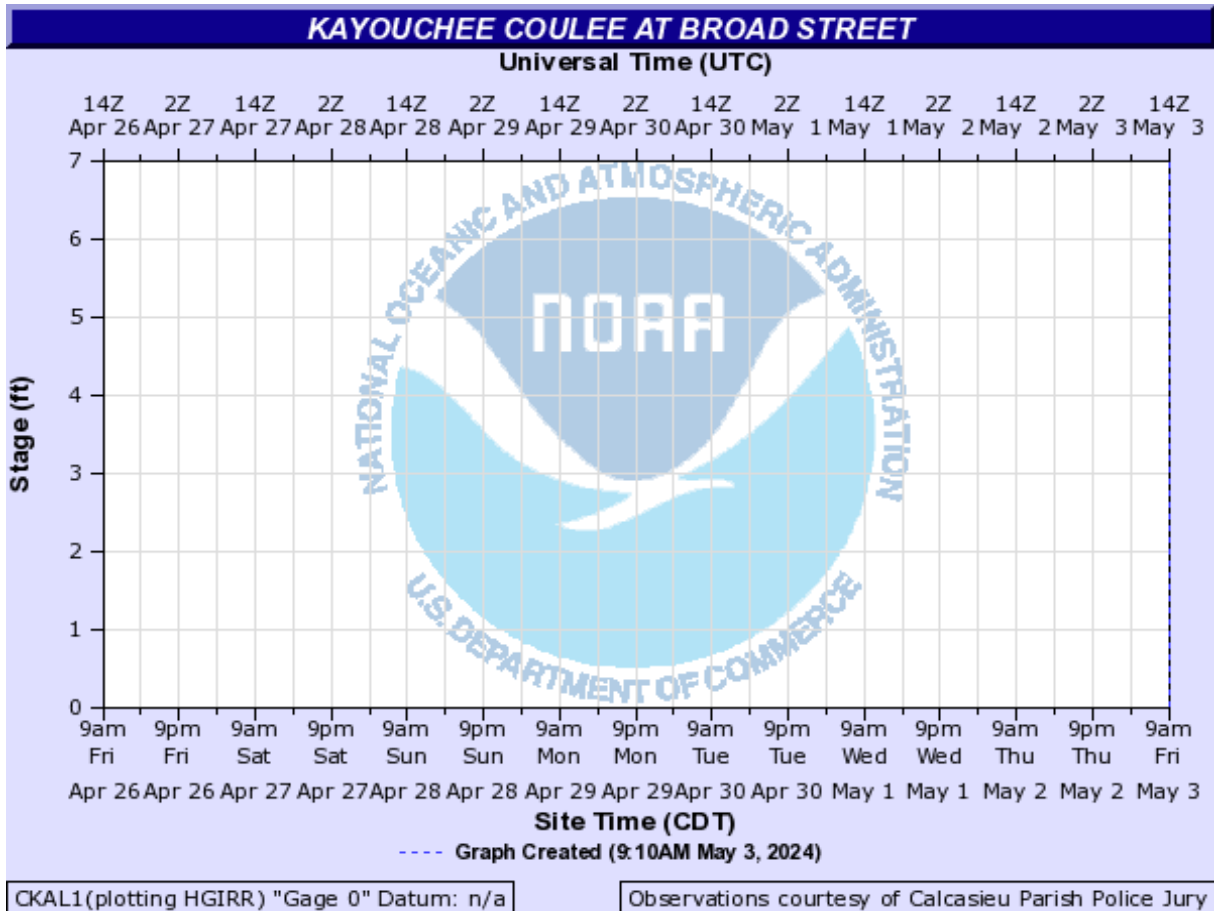 KAYOUCHEE COULEE AT BROAD STREET
Universal Time (UTC)
14Z 2Z 14Z 2Z 14Z 2Z 14Z 2Z 14Z 2Z 14Z 2Z 14Z 2Z 14Z
Apr 26 Apr 27 Apr 27 Apr 28 Apr 28 Apr 29 Apr 29 Apr 30 Apr 30 May 1 May 1 May 2 May 2 May 3 May 3
7
6
5
4
3
2
1
0
Stage (ft)
NATIONAL OCEANIC AND ATMOSPHERIC ADMINISTRATION
NOAA
U.S. DEPARTMENT OF COMMERCE
9am 9pm 9am 9pm 9am 9pm 9am 9pm 9am 9pm 9am 9pm 9am 9pm 9am
Fri Fri Sat Sat Sun Sun Mon Mon Tue Tue Wed Wed Thu Thu Fri
Apr 26 Apr 26 Apr 27 Apr 27 Apr 28 Apr 28 Apr 29 Apr 29 Apr 30 Apr 30 May 1 May 1 May 2 May 2 May 3
Site Time (CDT)
---- Graph Created (9:10AM May 3, 2024)
CKAL1(plotting HGIRR) "Gage 0" Datum: n/a
Observations courtesy of Calcasieu Parish Police Jury